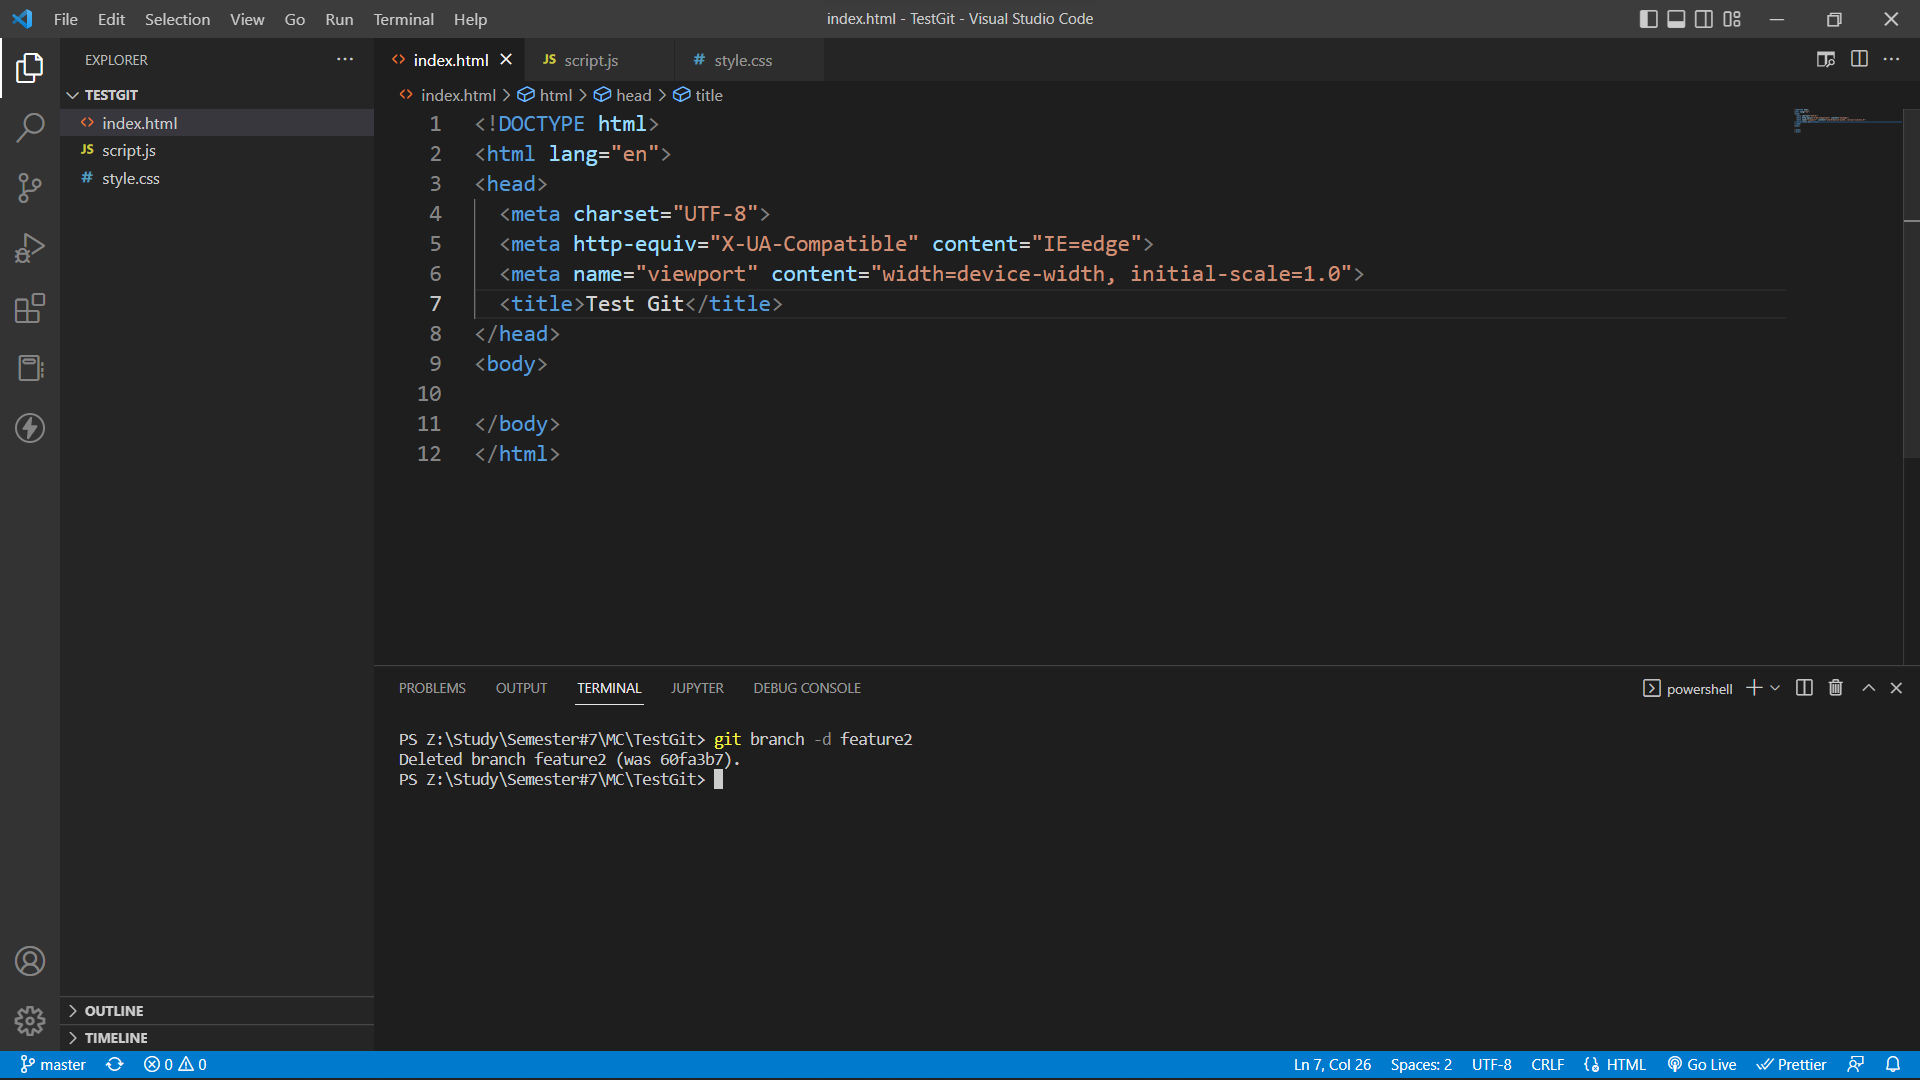 File Edit Selection View Go Run Terminal Help
index.html - TestGit - Visual Studio Code
EXPLORER
TESTGIT
index.html
JS script.js
# style.css
OUTLINE
TIMELINE
index.html JS script.js # style.css
index.html > html > head > title
1 <!DOCTYPE html>
2 <html lang="en">
3 <head>
4 <meta charset="UTF-8">
5 <meta http-equiv="X-UA-Compatible" content="IE=edge">
6 <meta name="viewport" content="width=device-width, initial-scale=1.0">
7 <title>Test Git</title>
8 </head>
9 <body>
10
11 </body>
12 </html>
PROBLEMS OUTPUT TERMINAL JUPYTER DEBUG CONSOLE
powershell
PS Z:\Study\Semester#7\MC\TestGit> git branch -d feature2
Deleted branch feature2 (was 60fa3b7).
PS Z:\Study\Semester#7\MC\TestGit>
master 0 0 Ln 7, Col 26 Spaces: 2 UTF-8 CRLF HTML Go Live Prettier